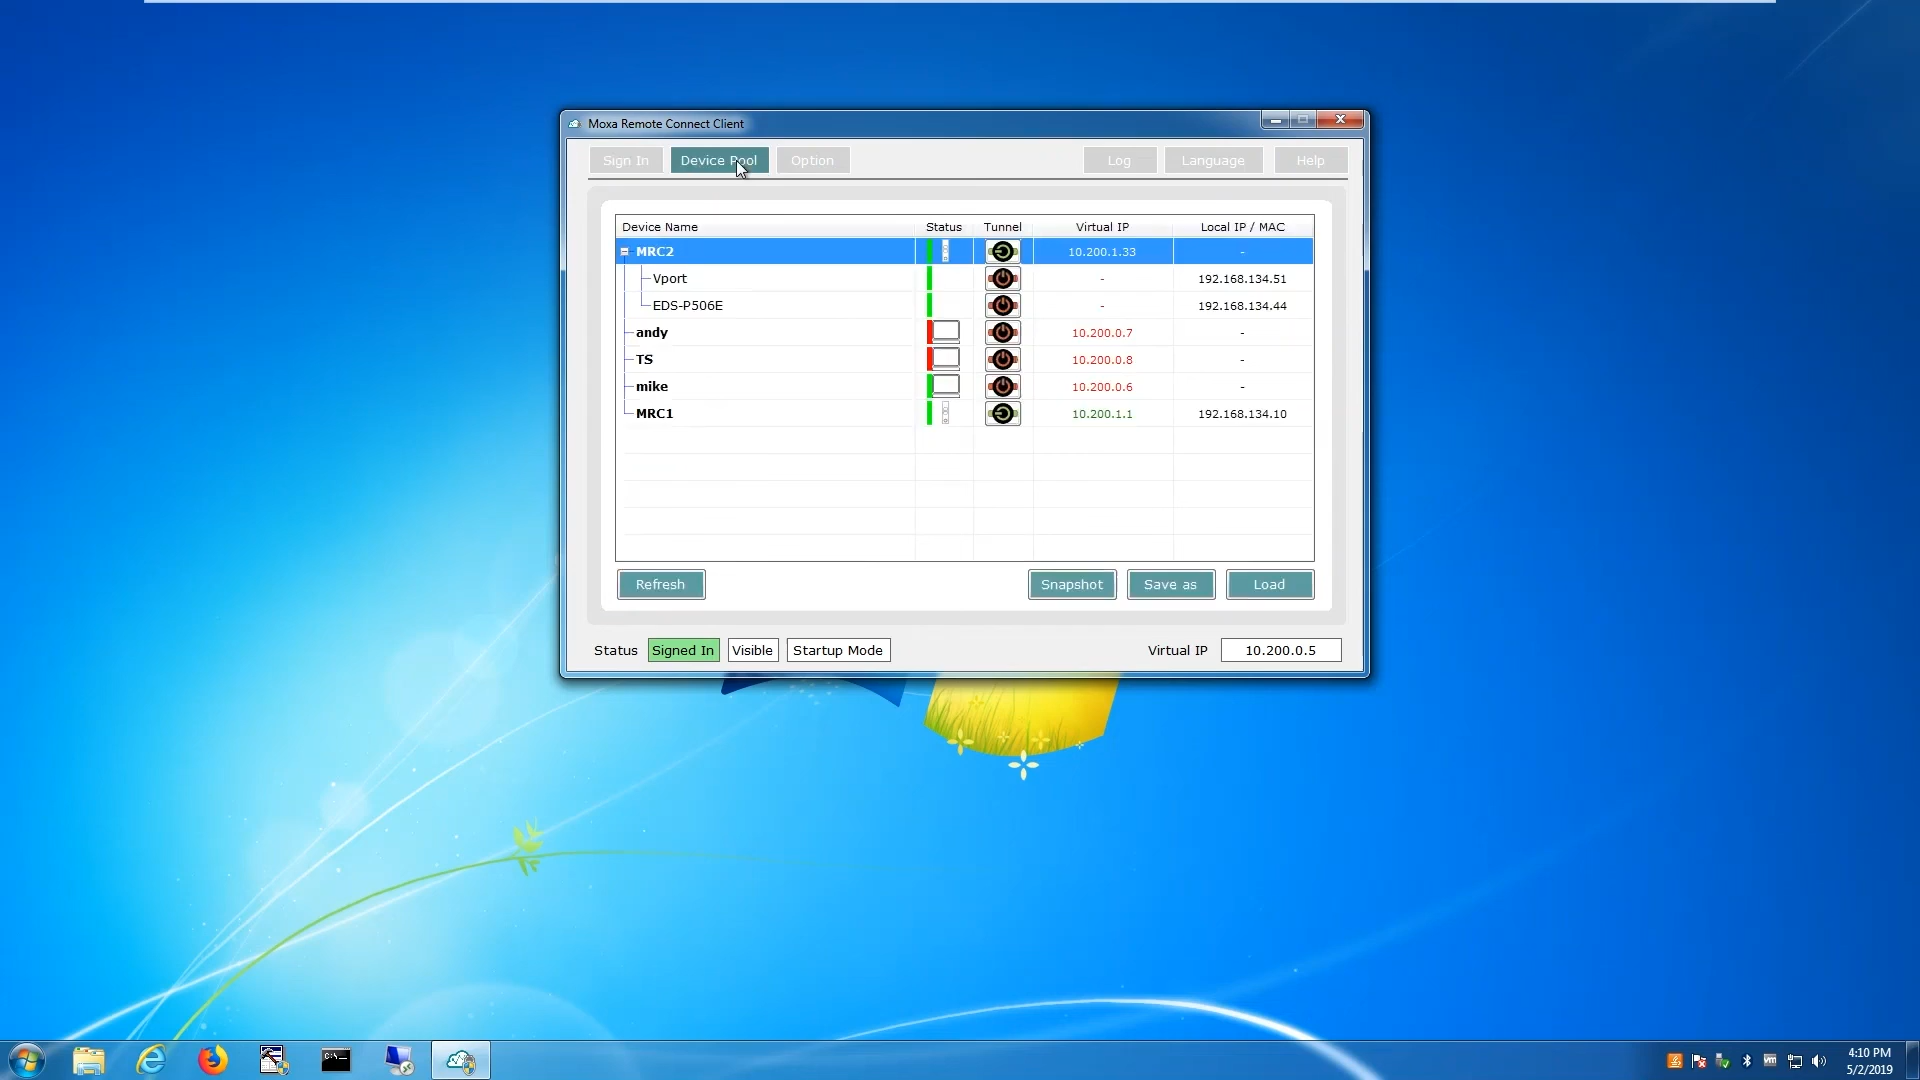 Moxa Remote Connect Client
Sign In Device Pool Option Log Language Help
Device Name Status Tunnel Virtual IP Local IP / MAC
MRC2 10.200.1.33 -
Vport - 192.168.134.51
EDS-P506E - 192.168.134.44
andy 10.200.0.7 -
TS 10.200.0.8 -
mike 10.200.0.6 -
MRC1 10.200.1.1 192.168.134.10
Refresh Snapshot Save as Load
Status Signed In Visible Startup Mode Virtual IP 10.200.0.5
C:\_
4:10 PM
5/2/2019